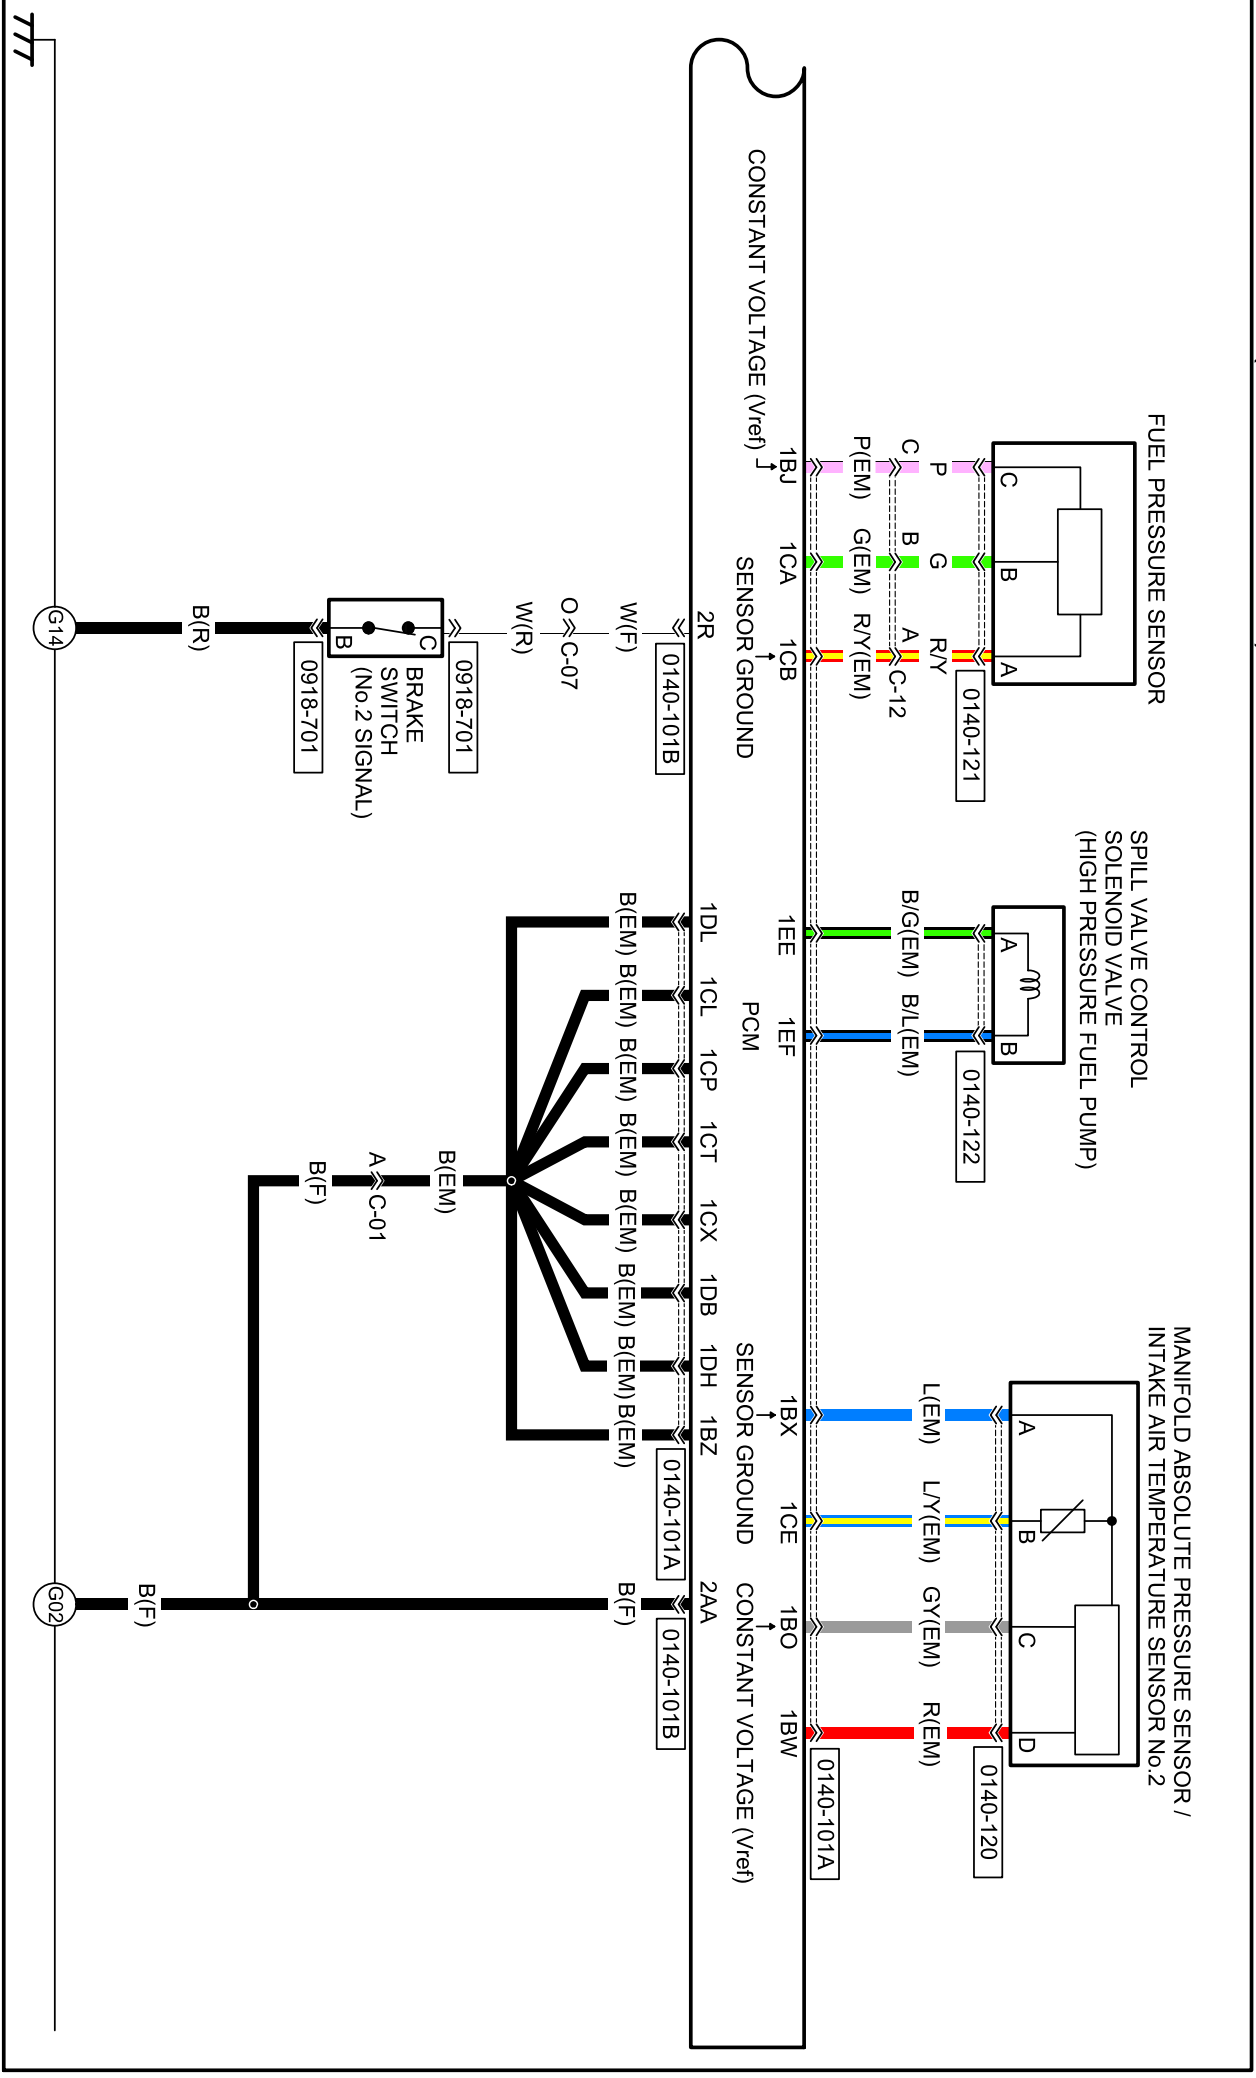 FUEL PRESSURE SENSOR
C
B
A
0140-121
P
G
R/Y
C
B
A
C-12
P(EM)
G(EM)
R/Y(EM)
1BJ
1CA
1CB
CONSTANT VOLTAGE (Vref)
SENSOR GROUND
SPILL VALVE CONTROL
SOLENOID VALVE
(HIGH PRESSURE FUEL PUMP)
A
B
0140-122
B/G(EM)
B/L(EM)
1EE
1EF
PCM
MANIFOLD ABSOLUTE PRESSURE SENSOR /
INTAKE AIR TEMPERATURE SENSOR No.2
A
B
C
D
0140-120
L(EM)
L/Y(EM)
GY(EM)
R(EM)
0140-101A
1BX
1CE
1BO
1BW
SENSOR GROUND
CONSTANT VOLTAGE (Vref)
2R
0140-101B
W(F)
O
C-07
W(R)
0918-701
C
B
BRAKE
SWITCH
(No.2 SIGNAL)
0918-701
B(R)
G14
1DL
1CL
1CP
1CT
1CX
1DB
1DH
1BZ
0140-101A
B(EM)
B(EM)
B(EM)
B(EM)
B(EM)
B(EM)
B(EM)
B(EM)
B(EM)
A
C-01
B(F)
2AA
0140-101B
B(F)
B(F)
G02